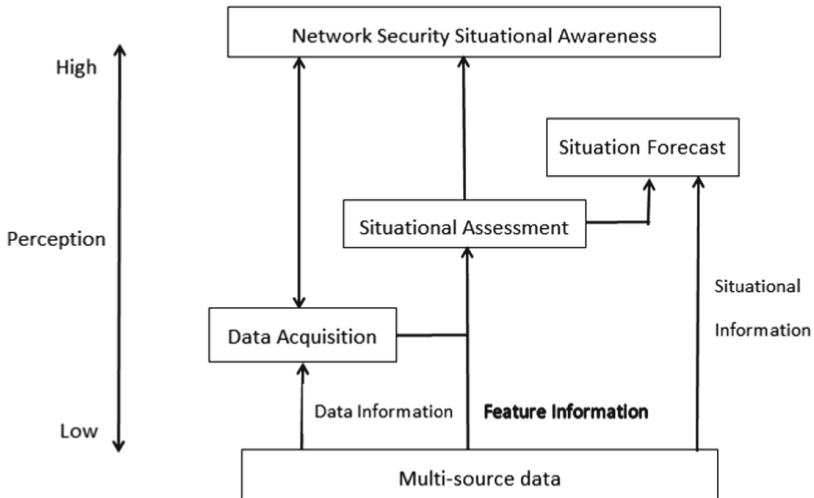 Network Security Situational Awareness
High
Situation Forecast
Situational Assessment
Perception
Situational
Information
Data Acquisition
Data Information
Feature Information
Low
Multi-source data